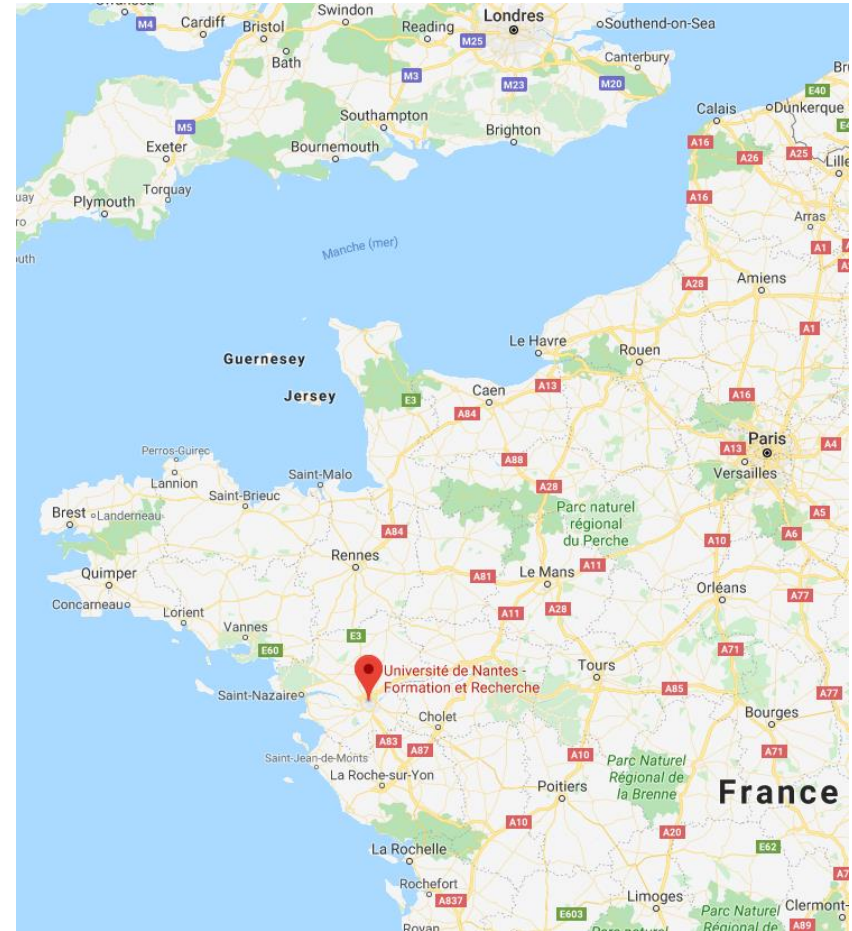 Swindon
Cardiff
M4
Bristol
Reading
Londres
Southend-on-Sea
M25
Bath
Canterbury
M3
M23
M20
E40
Southampton
Calais
Dunkerque
M5
Brighton
Exeter
Bournemouth
A16
A26
A25
Lille
Torquay
Plymouth
A16
Arras
A1
Manche (mer)
Amiens
A28
A1
Le Havre
Rouen
Guernesey
Jersey
E3
Caen
A13
A84
A16
Paris
A13
A4
Versailles
Perros-Guirec
Lannion
Saint-Malo
Saint-Brieuc
A88
A28
Brest
Landerneau
Parc naturel
régional
du Perche
A5
A6
A84
A10
Rennes
Quimper
A81
Le Mans
A11
Orléans
A77
Concarneau
Lorient
A11
A28
Vannes
E3
E60
A71
Université de Nantes -
Formation et Recherche
Tours
A85
A77
Saint-Nazaire
Cholet
Bourges
A83
A87
A71
A10
Saint-Jean-de-Monts
La Roche-sur-Yon
Parc Naturel
Régional de
la Brenne
Poitiers
France
A10
A20
E62
La Rochelle
Rochefort
A837
Limoges
Parc Naturel
Régional de
Clermont-
E603
A89
Royan